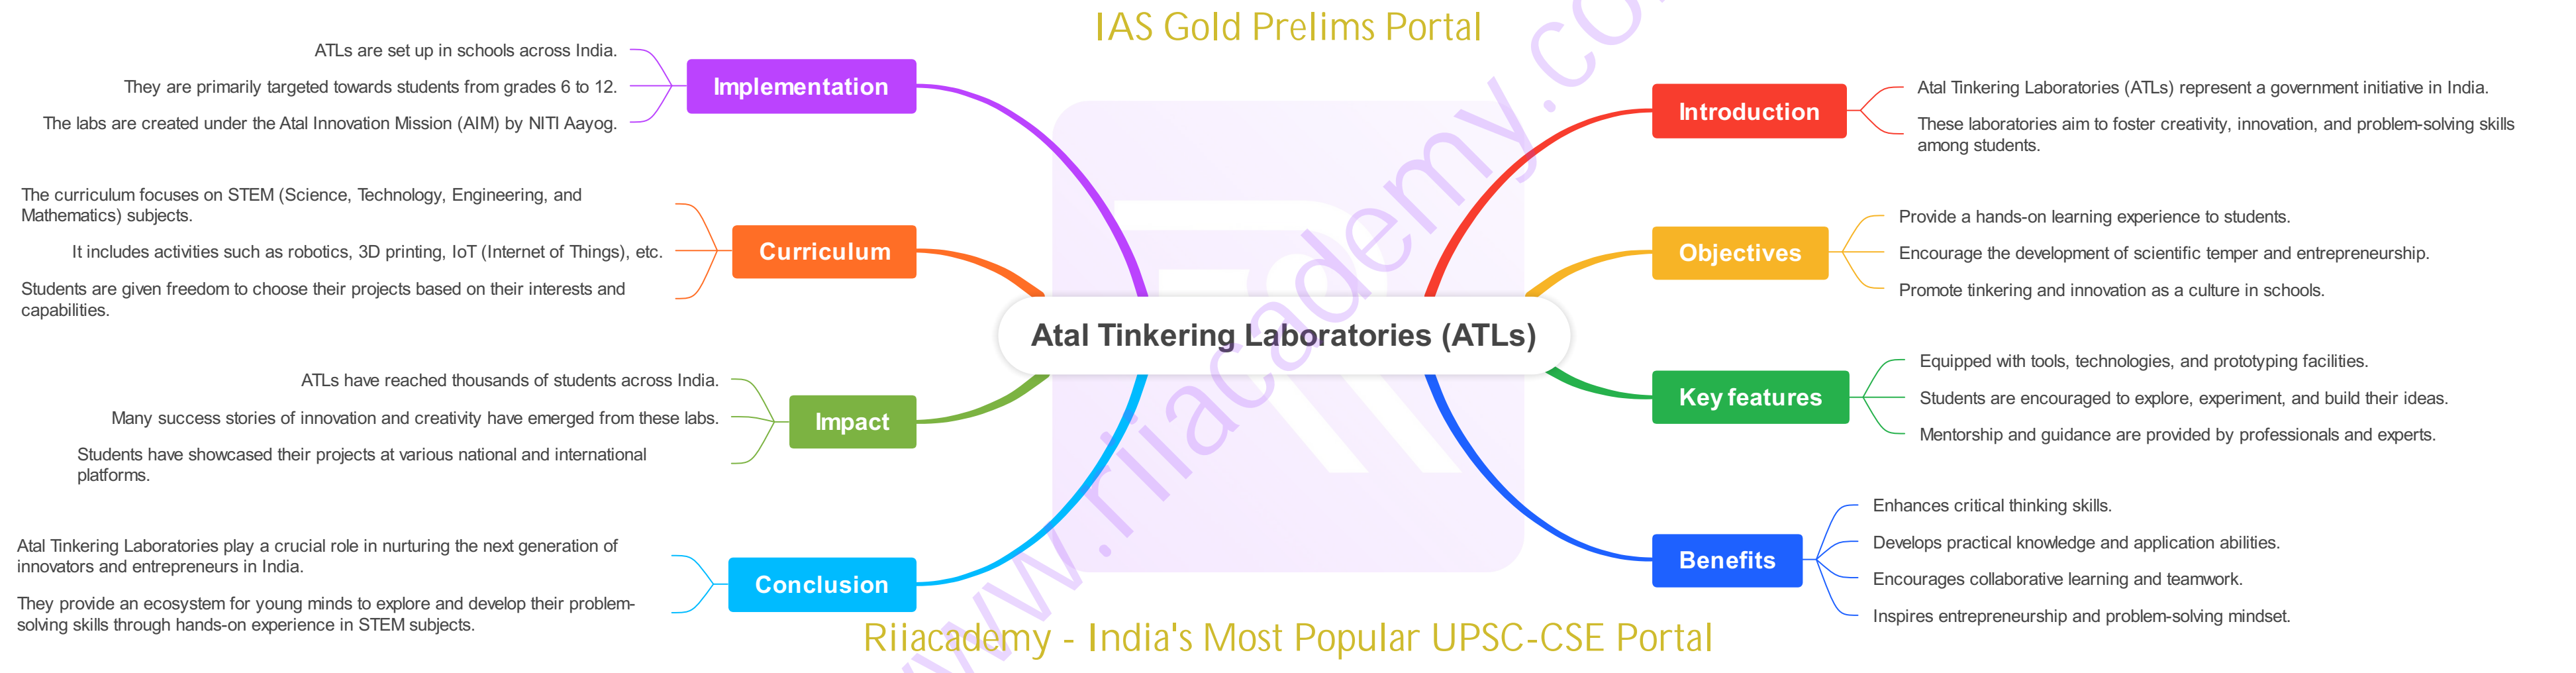 IAS Gold Prelims Portal
Atal Tinkering Laboratories (ATLs)
Introduction
Atal Tinkering Laboratories (ATLs) represent a government initiative in India.
These laboratories aim to foster creativity, innovation, and problem-solving skills
among students.
Objectives
Provide a hands-on learning experience to students.
Encourage the development of scientific temper and entrepreneurship.
Promote tinkering and innovation as a culture in schools.
Key features
Equipped with tools, technologies, and prototyping facilities.
Students are encouraged to explore, experiment, and build their ideas.
Mentorship and guidance are provided by professionals and experts.
Benefits
Enhances critical thinking skills.
Develops practical knowledge and application abilities.
Encourages collaborative learning and teamwork.
Inspires entrepreneurship and problem-solving mindset.
Implementation
ATLs are set up in schools across India.
They are primarily targeted towards students from grades 6 to 12.
The labs are created under the Atal Innovation Mission (AIM) by NITI Aayog.
Curriculum
The curriculum focuses on STEM (Science, Technology, Engineering, and
Mathematics) subjects.
It includes activities such as robotics, 3D printing, IoT (Internet of Things), etc.
Students are given freedom to choose their projects based on their interests and
capabilities.
Impact
ATLs have reached thousands of students across India.
Many success stories of innovation and creativity have emerged from these labs.
Students have showcased their projects at various national and international
platforms.
Conclusion
Atal Tinkering Laboratories play a crucial role in nurturing the next generation of
innovators and entrepreneurs in India.
They provide an ecosystem for young minds to explore and develop their problem-
solving skills through hands-on experience in STEM subjects.
Riiacademy - India's Most Popular UPSC-CSE Portal
www.riiacademy.co